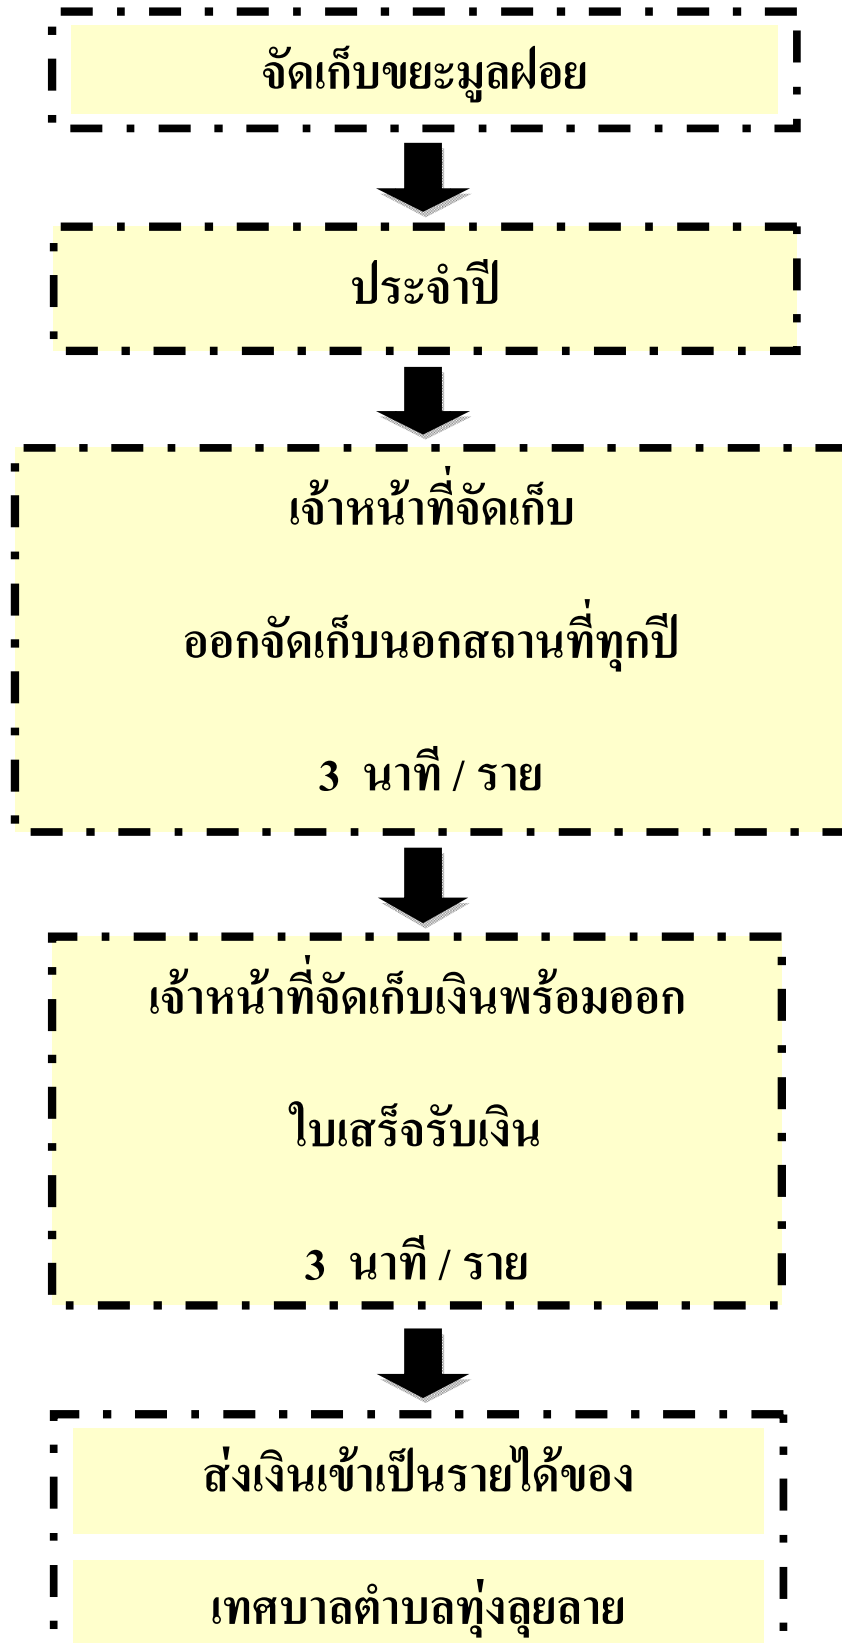 จัดเก็บขยะมูลฝอย
ประจำปี
เจ้าหน้าที่จัดเก็บ
ออกจัดเก็บนอกสถานที่ทุกปี
3 นาที / ราย
เจ้าหน้าที่จัดเก็บเงินพร้อมออก
ใบเสร็จรับเงิน
3 นาที / ราย
ส่งเงินเข้าเป็นรายได้ของ
เทศบาลตำบลทุ่งลุยลาย